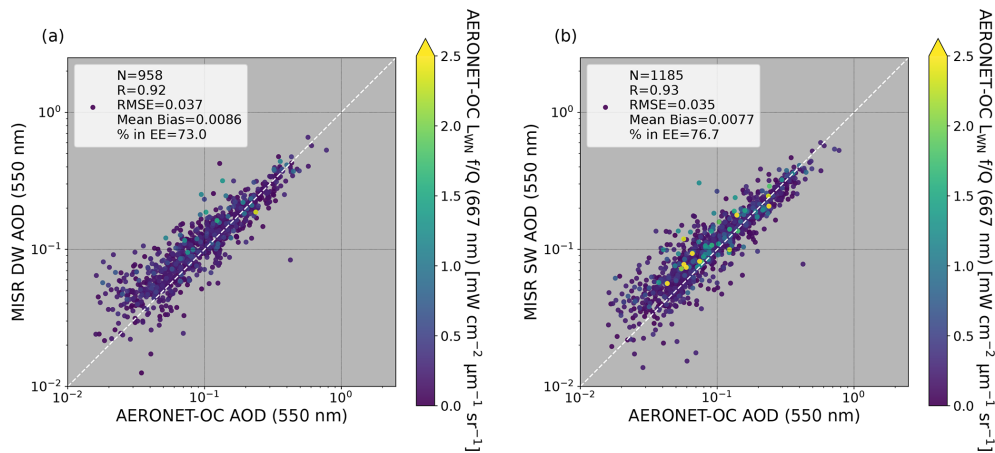 (a)
N=958
R=0.92
RMSE=0.037
Mean Bias=0.0086
% in EE=73.0
MISR DW AOD (550 nm)
10⁰
10⁻¹
10⁻²
10⁻² 10⁻¹ 10⁰
AERONET-OC AOD (550 nm)
2.5
2.0
1.5
1.0
0.5
0.0
AERONET-OC L_WN f/Q (667 nm) [mW cm⁻² μm⁻¹ sr⁻¹]
(b)
N=1185
R=0.93
RMSE=0.035
Mean Bias=0.0077
% in EE=76.7
MISR SW AOD (550 nm)
10⁰
10⁻¹
10⁻²
10⁻² 10⁻¹ 10⁰
AERONET-OC AOD (550 nm)
2.5
2.0
1.5
1.0
0.5
0.0
AERONET-OC L_WN f/Q (667 nm) [mW cm⁻² μm⁻¹ sr⁻¹]